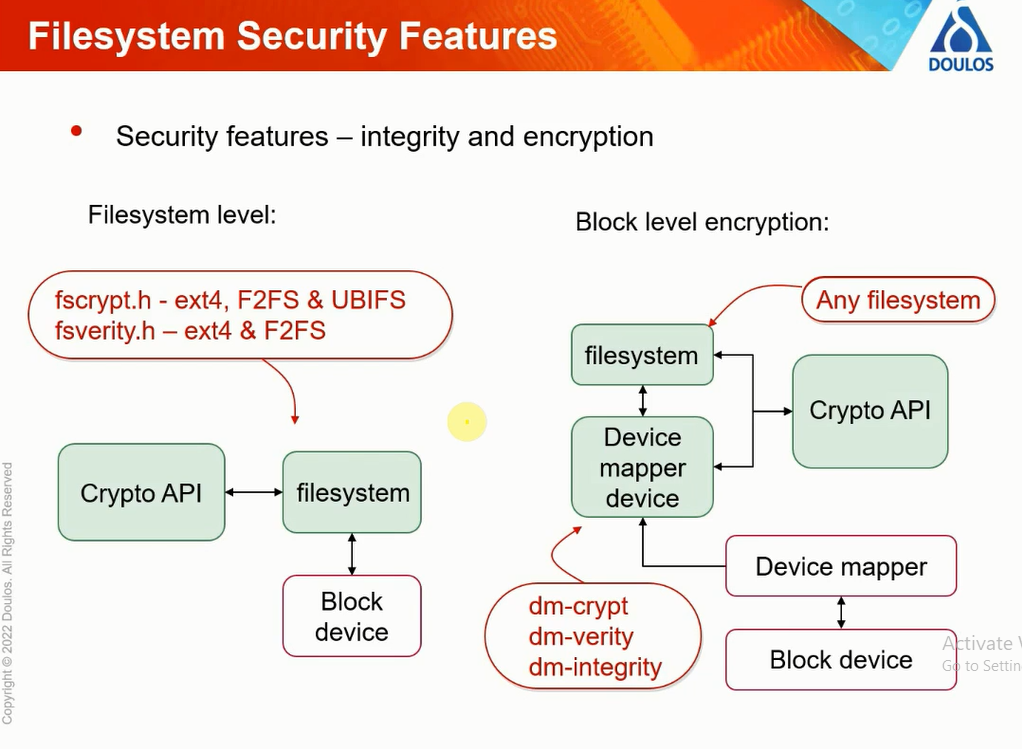 Filesystem Security Features
DOULOS
• Security features – integrity and encryption
Filesystem level:
fscrypt.h - ext4, F2FS & UBIFS
fsverity.h – ext4 & F2FS
Crypto API
filesystem
Block
device
Block level encryption:
Any filesystem
filesystem
Crypto API
Device
mapper
device
Device mapper
Block device
dm-crypt
dm-verity
dm-integrity
Activate
Go to Settin
Copyright © 2022 Doulos. All Rights Reserved